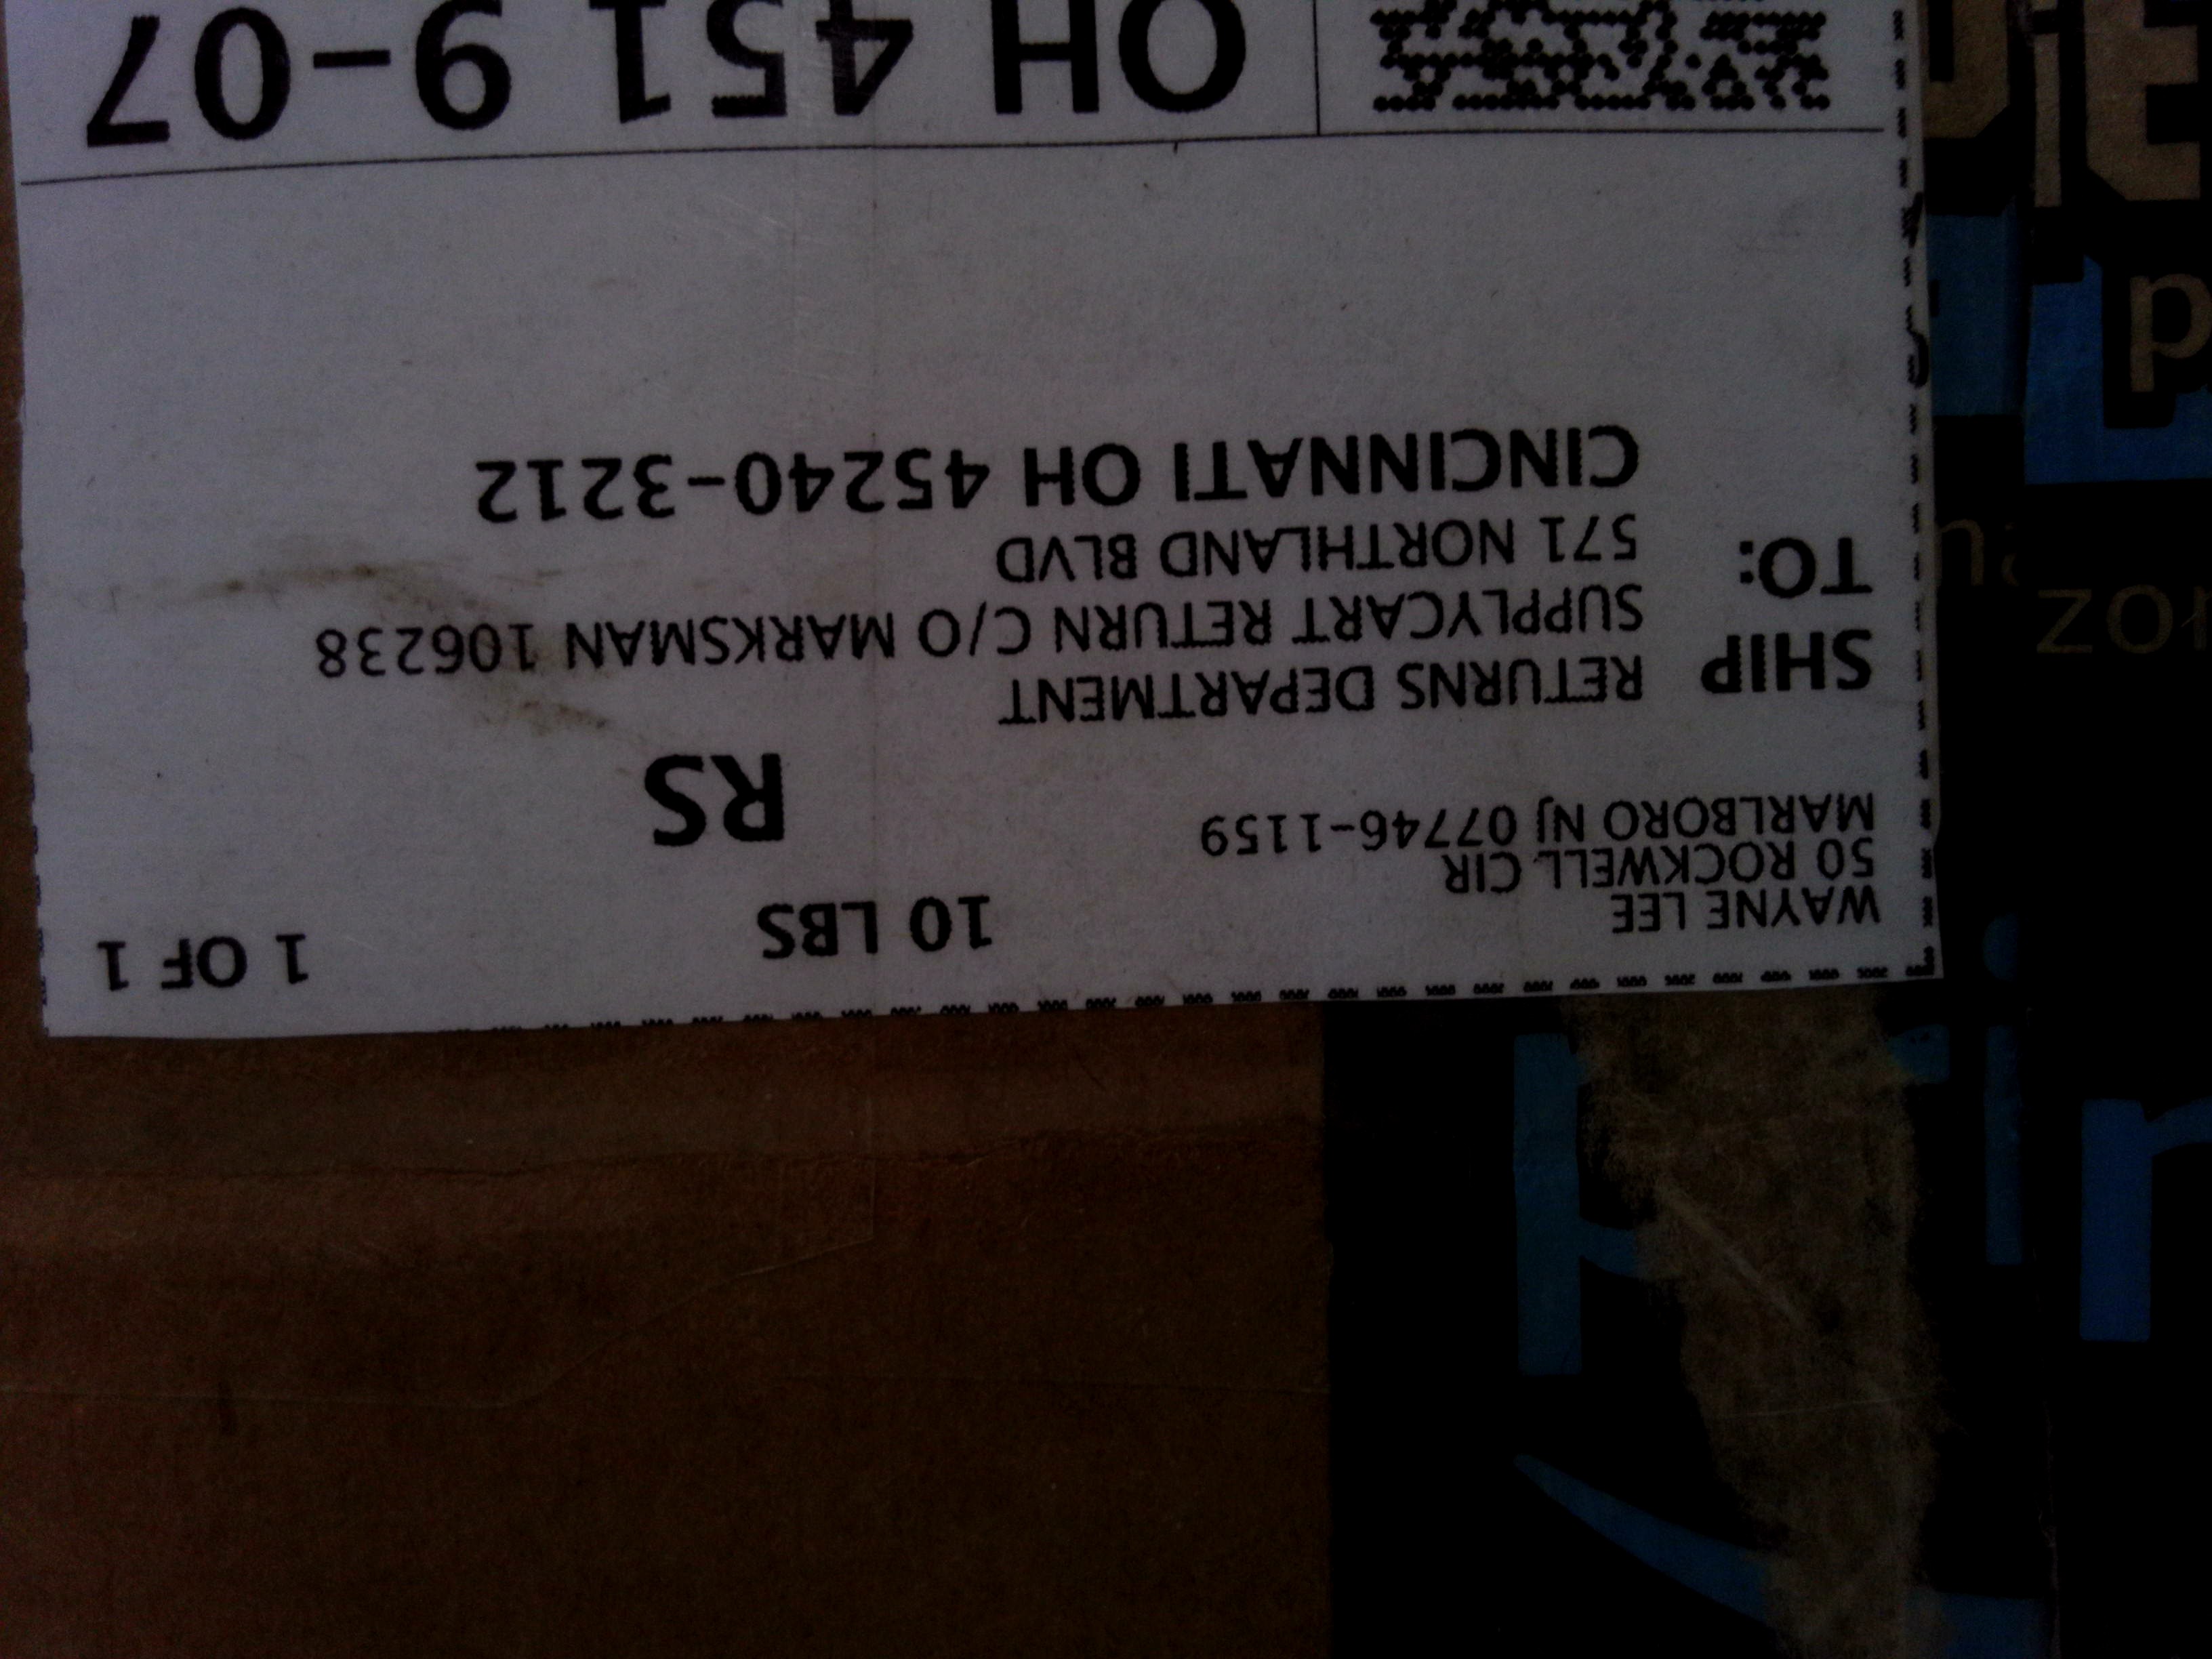 WAYNE LEE
50 ROCKWELL CIR
MARLBORO NJ 07746-1159
10 LBS
1 OF 1
RS
SHIP
TO:
RETURNS DEPARTMENT
SUPPLYCART RETURN C/O MARKSMAN 106238
571 NORTHLAND BLVD
CINCINNATI OH 45240-3212
OH 451 9-07